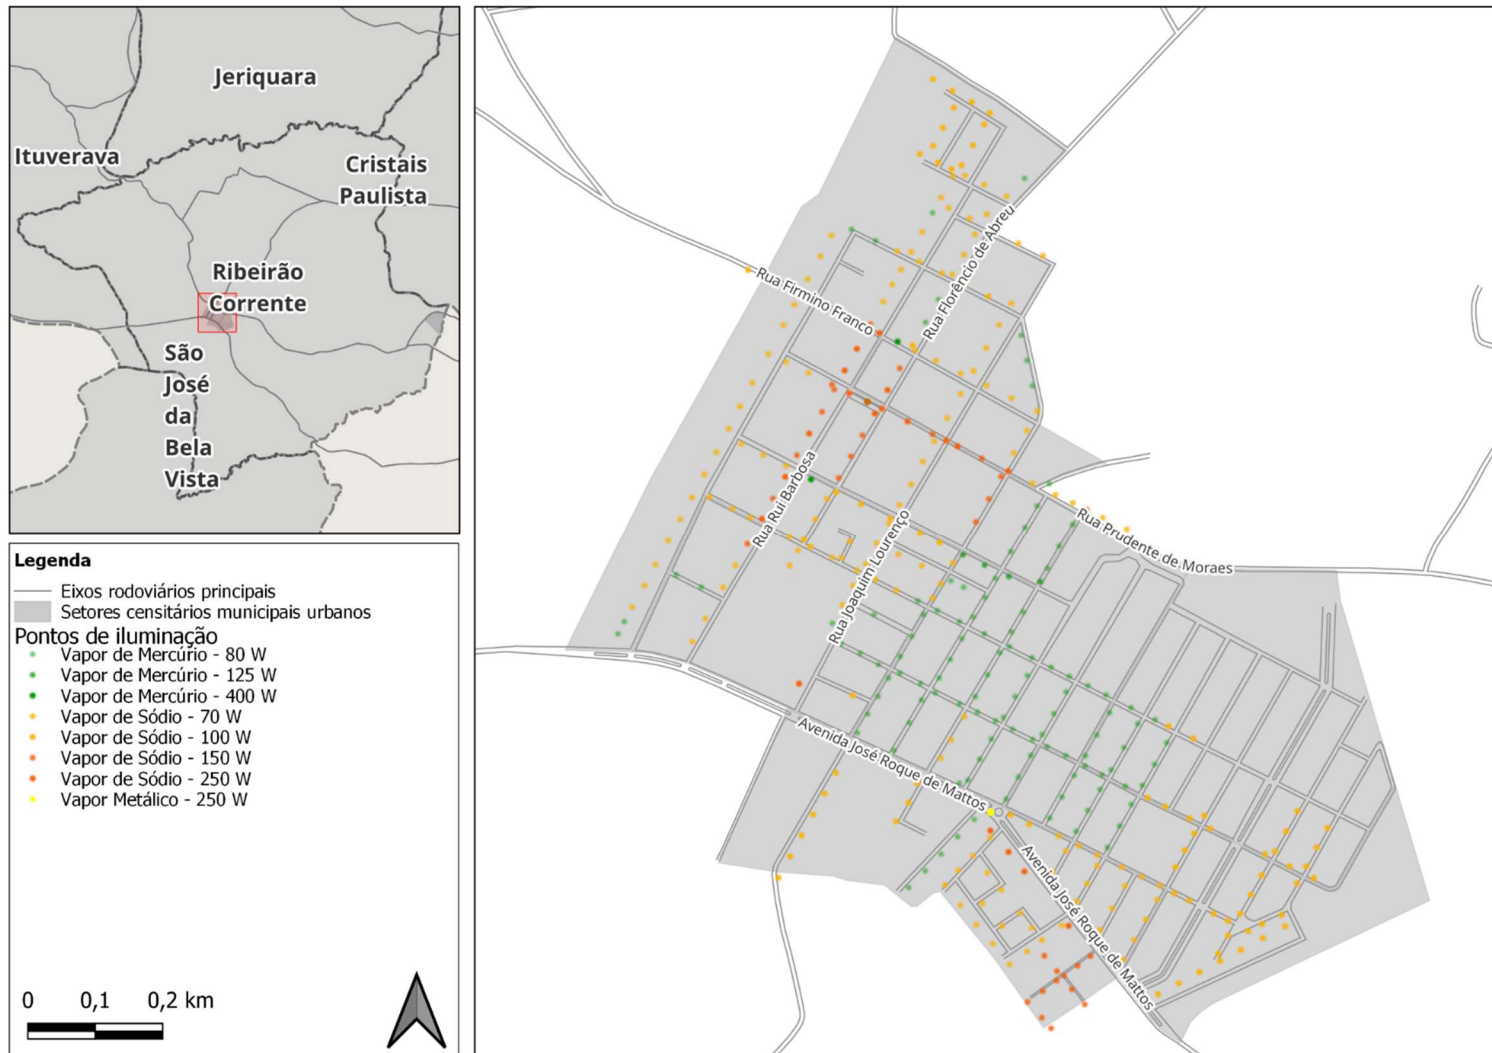 Jeriquara
Ituverava
Cristais
Paulista
Ribeirão
Corrente
São
José
da
Bela
Vista
Legenda
Eixos rodoviários principais
Setores censitários municipais urbanos
Pontos de iluminação
Vapor de Mercúrio - 80 W
Vapor de Mercúrio - 125 W
Vapor de Mercúrio - 400 W
Vapor de Sódio - 70 W
Vapor de Sódio - 100 W
Vapor de Sódio - 150 W
Vapor de Sódio - 250 W
Vapor Metálico - 250 W
0 0,1 0,2 km
Rua Florêncio de Abreu
Rua Firmino Franco
Rua Rui Barbosa
Rua Joaquim Lourenço
Rua Prudente de Moraes
Avenida José Roque de Mattos
Avenida José Roque de Mattos